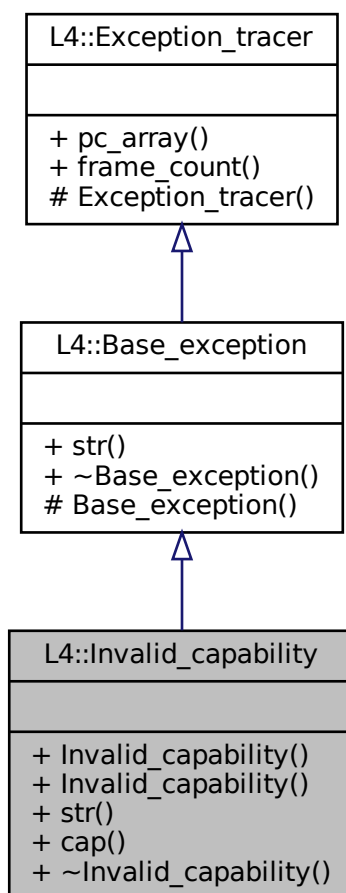 L4::Exception_tracer
+ pc_array()
+ frame_count()
# Exception_tracer()
L4::Base_exception
+ str()
+ ~Base_exception()
# Base_exception()
L4::Invalid_capability
+ Invalid_capability()
+ Invalid_capability()
+ str()
+ cap()
+ ~Invalid_capability()